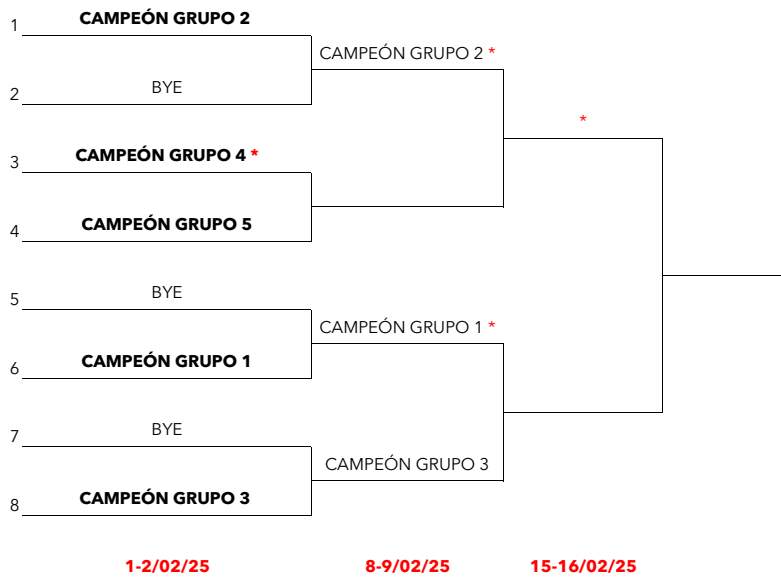 1 CAMPEÓN GRUPO 2
CAMPEÓN GRUPO 2 *
2 BYE
*
3 CAMPEÓN GRUPO 4 *
4 CAMPEÓN GRUPO 5
5 BYE
CAMPEÓN GRUPO 1 *
6 CAMPEÓN GRUPO 1
7 BYE
CAMPEÓN GRUPO 3
8 CAMPEÓN GRUPO 3
1-2/02/25 8-9/02/25 15-16/02/25